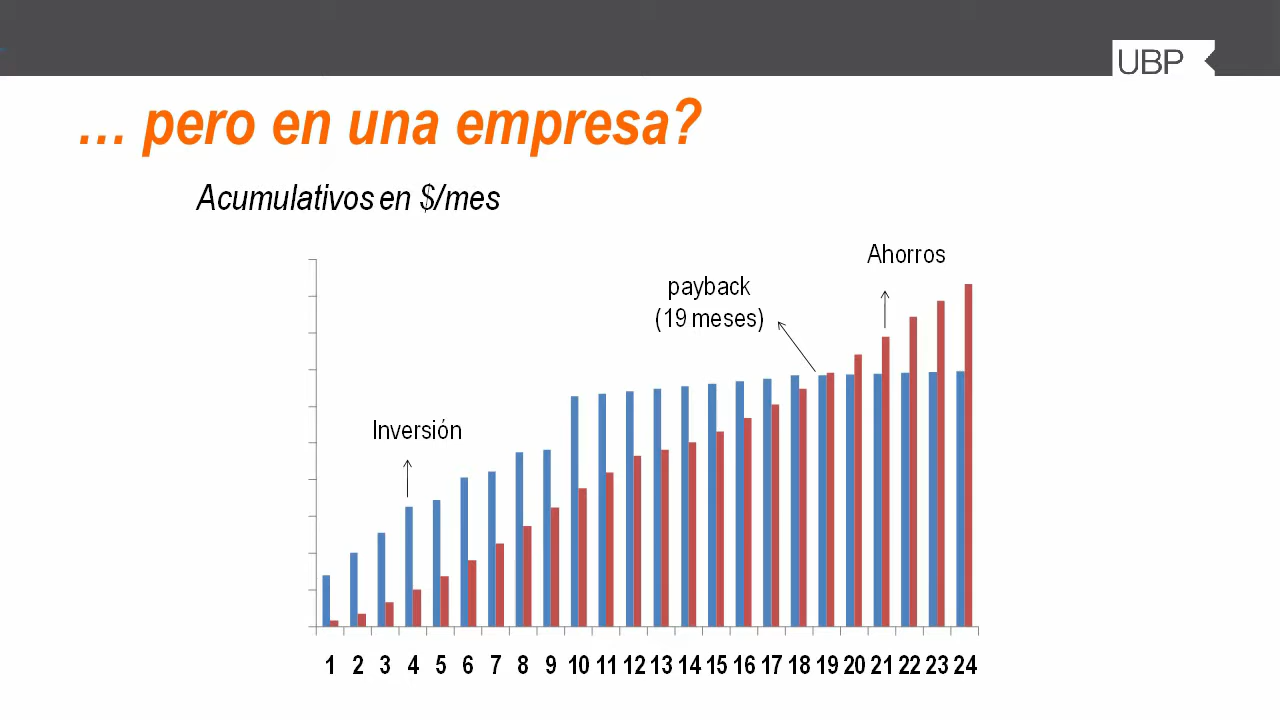 UBP
… pero en una empresa?
Acumulativos en $/mes
Ahorros
payback
(19 meses)
Inversión
1 2 3 4 5 6 7 8 9 10 11 12 13 14 15 16 17 18 19 20 21 22 23 24